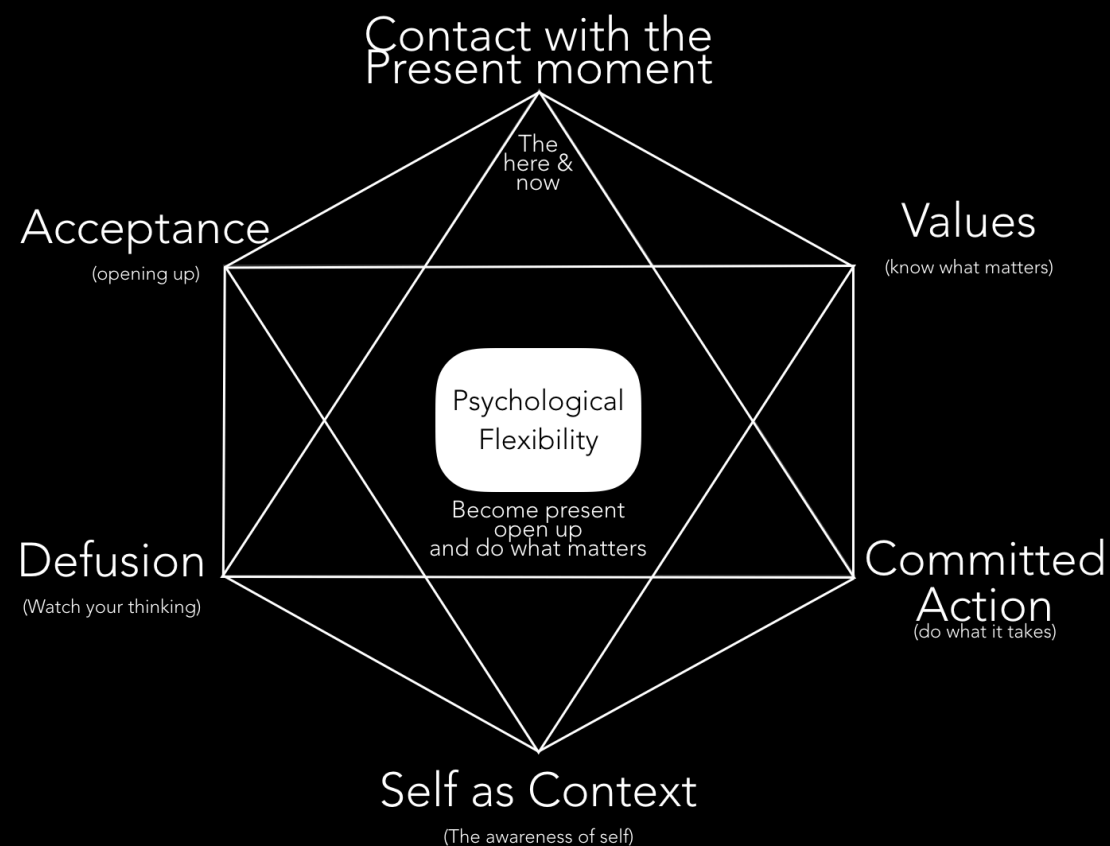 Contact with the
Present moment
The
here &
now
Acceptance
(opening up)
Values
(know what matters)
Psychological
Flexibility
Become present
open up
and do what matters
Defusion
(Watch your thinking)
Committed
Action
(do what it takes)
Self as Context
(The awareness of self)